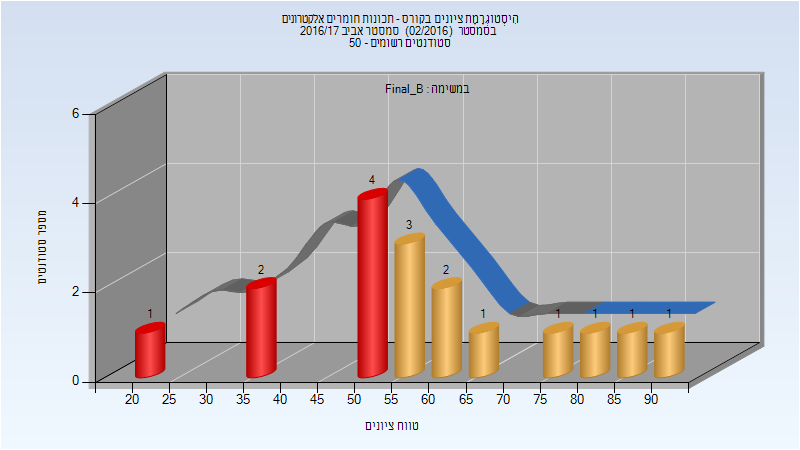 הִיסטוֹגרָמַת ציונים בקורס - תכונות חומרים אלקטרונים
בסמסטר (02/2016) סמסטר אביב 2016/17
סטודנטים רשומים - 50
במשימה : Final_B
מספר סטודנטים
6
4
2
0
1
2
4
3
2
1
1
1
1
1
20 25 30 35 40 45 50 55 60 65 70 75 80 85 90
טווח ציונים